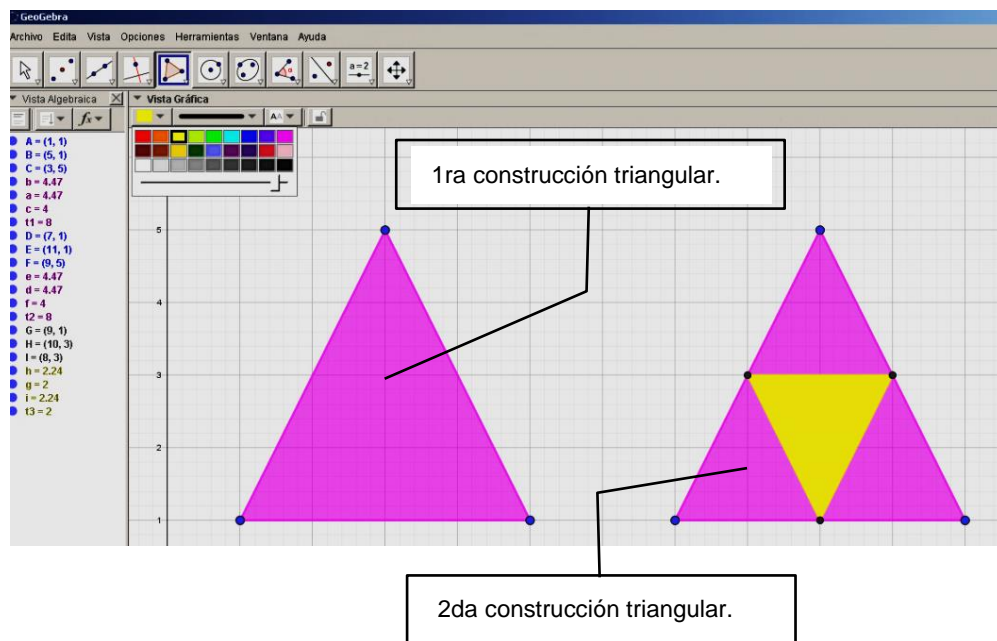 GeoGebra
Archivo Edita Vista Opciones Herramientas Ventana Ayuda
a=2
Vista Algebraica
Vista Gráfica
fx
AA
A = (1, 1)
B = (5, 1)
C = (3, 5)
b = 4.47
a = 4.47
c = 4
t1 = 8
D = (7, 1)
E = (11, 1)
F = (9, 5)
e = 4.47
d = 4.47
f = 4
t2 = 8
G = (9, 1)
H = (10, 3)
I = (8, 3)
h = 2.24
g = 2
i = 2.24
t3 = 2
1ra construcción triangular.
5
4
3
2
1
2da construcción triangular.